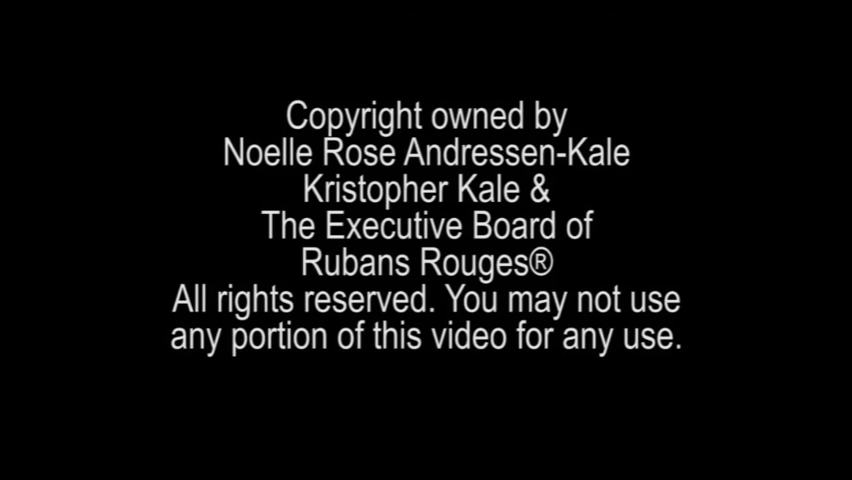 Copyright owned by
Noelle Rose Andressen-Kale
Kristopher Kale &
The Executive Board of
Rubans Rouges®
All rights reserved. You may not use
any portion of this video for any use.